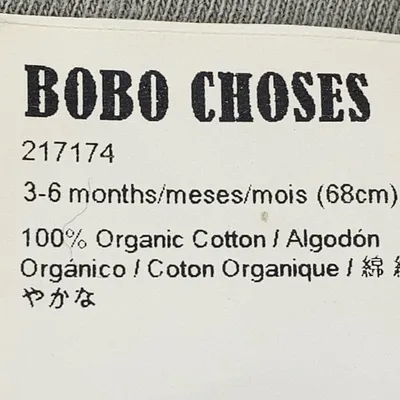 BOBO CHOSES
217174
3-6 months/meses/mois (68cm)
100% Organic Cotton / Algodón
Orgánico / Coton Organique / 綿
やかな